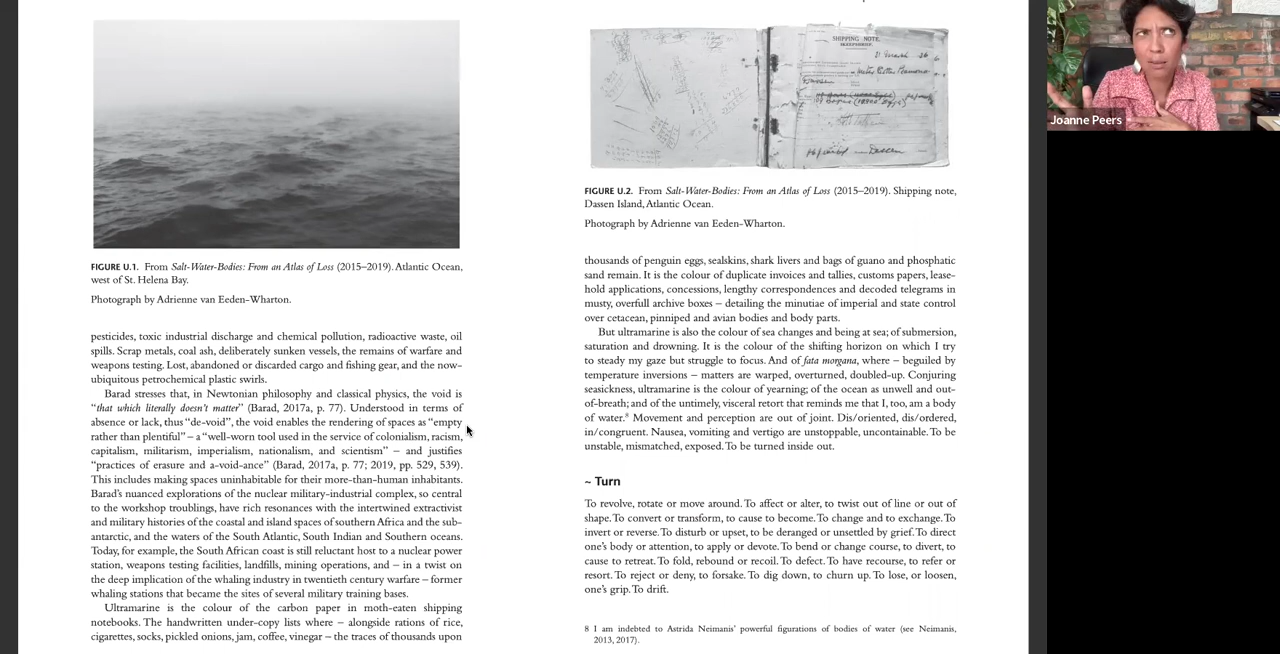 FIGURE U.1. From Salt-Water-Bodies: From an Atlas of Loss (2015–2019). Atlantic Ocean,
west of St. Helena Bay.
Photograph by Adrienne van Eeden-Wharton.
pesticides, toxic industrial discharge and chemical pollution, radioactive waste, oil
spills. Scrap metals, coal ash, deliberately sunken vessels, the remains of warfare and
weapons testing. Lost, abandoned or discarded cargo and fishing gear, and the now-
ubiquitous petrochemical plastic swirls.
Barad stresses that, in Newtonian philosophy and classical physics, the void is
“that which literally doesn’t matter” (Barad, 2017a, p. 77). Understood in terms of
absence or lack, thus “de-void”, the void enables the rendering of spaces as “empty
rather than plentiful” – a “well-worn tool used in the service of colonialism, racism,
capitalism, militarism, imperialism, nationalism, and scientism” – and justifies
“practices of erasure and a-void-ance” (Barad, 2017a, p. 77; 2019, pp. 529, 539).
This includes making spaces uninhabitable for their more-than-human inhabitants.
Barad’s nuanced explorations of the nuclear military-industrial complex, so central
to the workshop troublings, have rich resonances with the intertwined extractivist
and military histories of the coastal and island spaces of southern Africa and the sub-
antarctic, and the waters of the South Atlantic, South Indian and Southern oceans.
Today, for example, the South African coast is still reluctant host to a nuclear power
station, weapons testing facilities, landfills, mining operations, and – in a twist on
the deep implication of the whaling industry in twentieth century warfare – former
whaling stations that became the sites of several military training bases.
Ultramarine is the colour of the carbon paper in moth-eaten shipping
notebooks. The handwritten under-copy lists where – alongside rations of rice,
cigarettes, socks, pickled onions, jam, coffee, vinegar – the traces of thousands upon
SHIPPING NOTE.
SKEEPSBRIEF.
Dassen
FIGURE U.2. From Salt-Water-Bodies: From an Atlas of Loss (2015–2019). Shipping note,
Dassen Island, Atlantic Ocean.
Photograph by Adrienne van Eeden-Wharton.
thousands of penguin eggs, sealskins, shark livers and bags of guano and phosphatic
sand remain. It is the colour of duplicate invoices and tallies, customs papers, lease-
hold applications, concessions, lengthy correspondences and decoded telegrams in
musty, overfull archive boxes – detailing the minutiae of imperial and state control
over cetacean, pinniped and avian bodies and body parts.
But ultramarine is also the colour of sea changes and being at sea; of submersion,
saturation and drowning. It is the colour of the shifting horizon on which I try
to steady my gaze but struggle to focus. And of fata morgana, where – beguiled by
temperature inversions – matters are warped, overturned, doubled-up. Conjuring
seasickness, ultramarine is the colour of yearning; of the ocean as unwell and out-
of-breath; and of the untimely, visceral retort that reminds me that I, too, am a body
of water.⁸ Movement and perception are out of joint. Dis/oriented, dis/ordered,
in/congruent. Nausea, vomiting and vertigo are unstoppable, uncontainable. To be
unstable, mismatched, exposed. To be turned inside out.
~ Turn
To revolve, rotate or move around. To affect or alter, to twist out of line or out of
shape. To convert or transform, to cause to become. To change and to exchange. To
invert or reverse. To disturb or upset, to be deranged or unsettled by grief. To direct
one’s body or attention, to apply or devote. To bend or change course, to divert, to
cause to retreat. To fold, rebound or recoil. To defect. To have recourse, to refer or
resort. To reject or deny, to forsake. To dig down, to churn up. To lose, or loosen,
one’s grip. To drift.
8 I am indebted to Astrida Neimanis’ powerful figurations of bodies of water (see Neimanis,
2013, 2017).
Joanne Peers